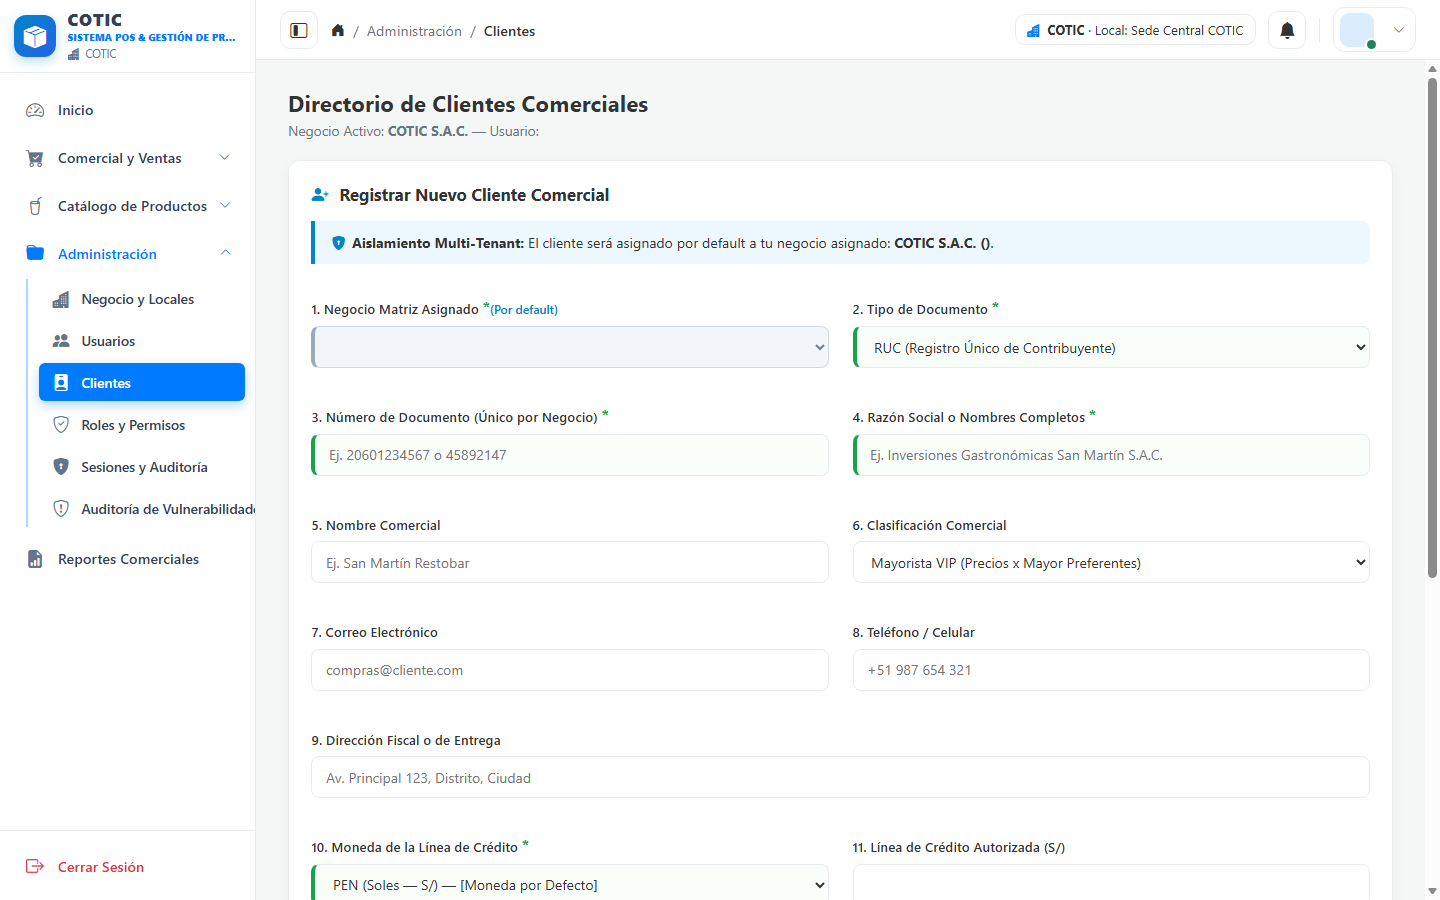 COTIC
SISTEMA POS & GESTIÓN DE PR...
COTIC
Inicio
Comercial y Ventas
Catálogo de Productos
Administración
Negocio y Locales
Usuarios
Clientes
Roles y Permisos
Sesiones y Auditoría
Auditoría de Vulnerabilidade
Reportes Comerciales
Cerrar Sesión
/ Administración / Clientes
COTIC · Local: Sede Central COTIC
Directorio de Clientes Comerciales
Negocio Activo: COTIC S.A.C. — Usuario:
Registrar Nuevo Cliente Comercial
Aislamiento Multi-Tenant: El cliente será asignado por default a tu negocio asignado: COTIC S.A.C. ().
1. Negocio Matriz Asignado *(Por default)
2. Tipo de Documento *
RUC (Registro Único de Contribuyente)
3. Número de Documento (Único por Negocio) *
Ej. 20601234567 o 45892147
4. Razón Social o Nombres Completos *
Ej. Inversiones Gastronómicas San Martín S.A.C.
5. Nombre Comercial
Ej. San Martín Restobar
6. Clasificación Comercial
Mayorista VIP (Precios x Mayor Preferentes)
7. Correo Electrónico
compras@cliente.com
8. Teléfono / Celular
+51 987 654 321
9. Dirección Fiscal o de Entrega
Av. Principal 123, Distrito, Ciudad
10. Moneda de la Línea de Crédito *
PEN (Soles — S/) — [Moneda por Defecto]
11. Línea de Crédito Autorizada (S/)